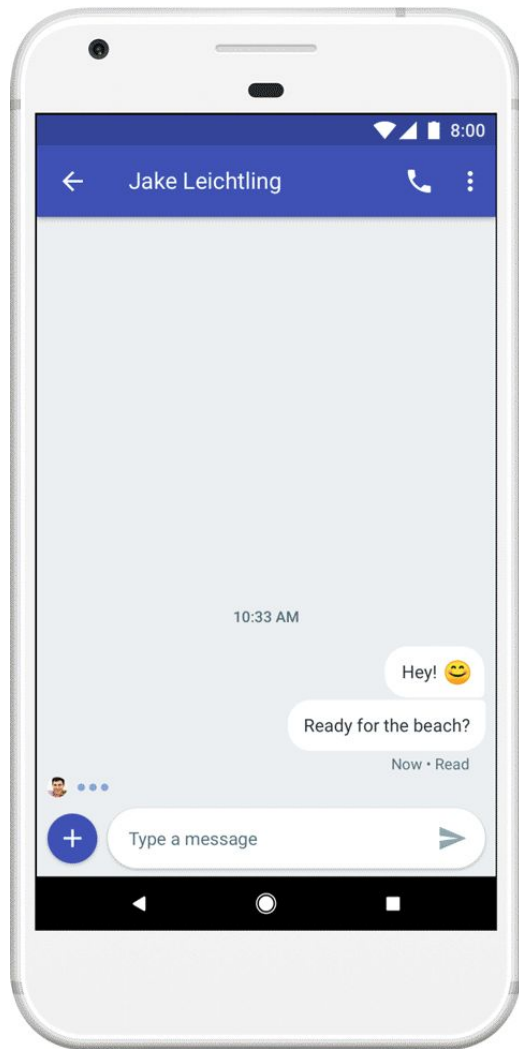 8:00
Jake Leichtling
10:33 AM
Hey! 😊
Ready for the beach?
Now • Read
Type a message